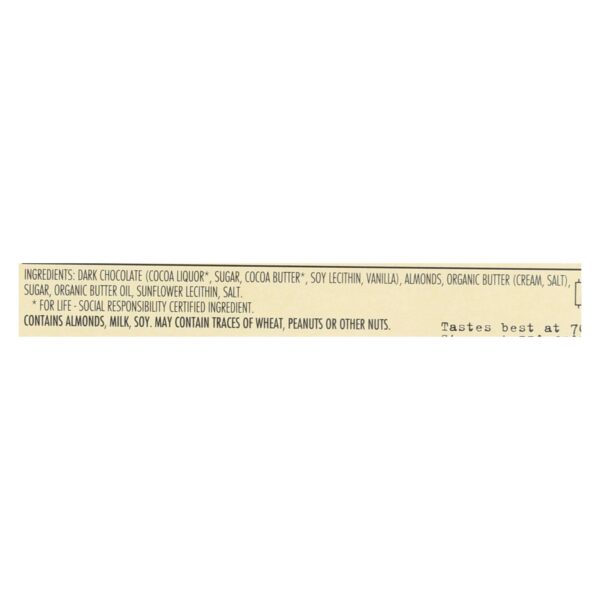 INGREDIENTS: DARK CHOCOLATE (COCOA LIQUOR*, SUGAR, COCOA BUTTER*, SOY LECITHIN, VANILLA), ALMONDS, ORGANIC BUTTER (CREAM, SALT),
SUGAR, ORGANIC BUTTER OIL, SUNFLOWER LECITHIN, SALT.
* FOR LIFE - SOCIAL RESPONSIBILITY CERTIFIED INGREDIENT.
CONTAINS ALMONDS, MILK, SOY. MAY CONTAIN TRACES OF WHEAT, PEANUTS OR OTHER NUTS.
Tastes best at